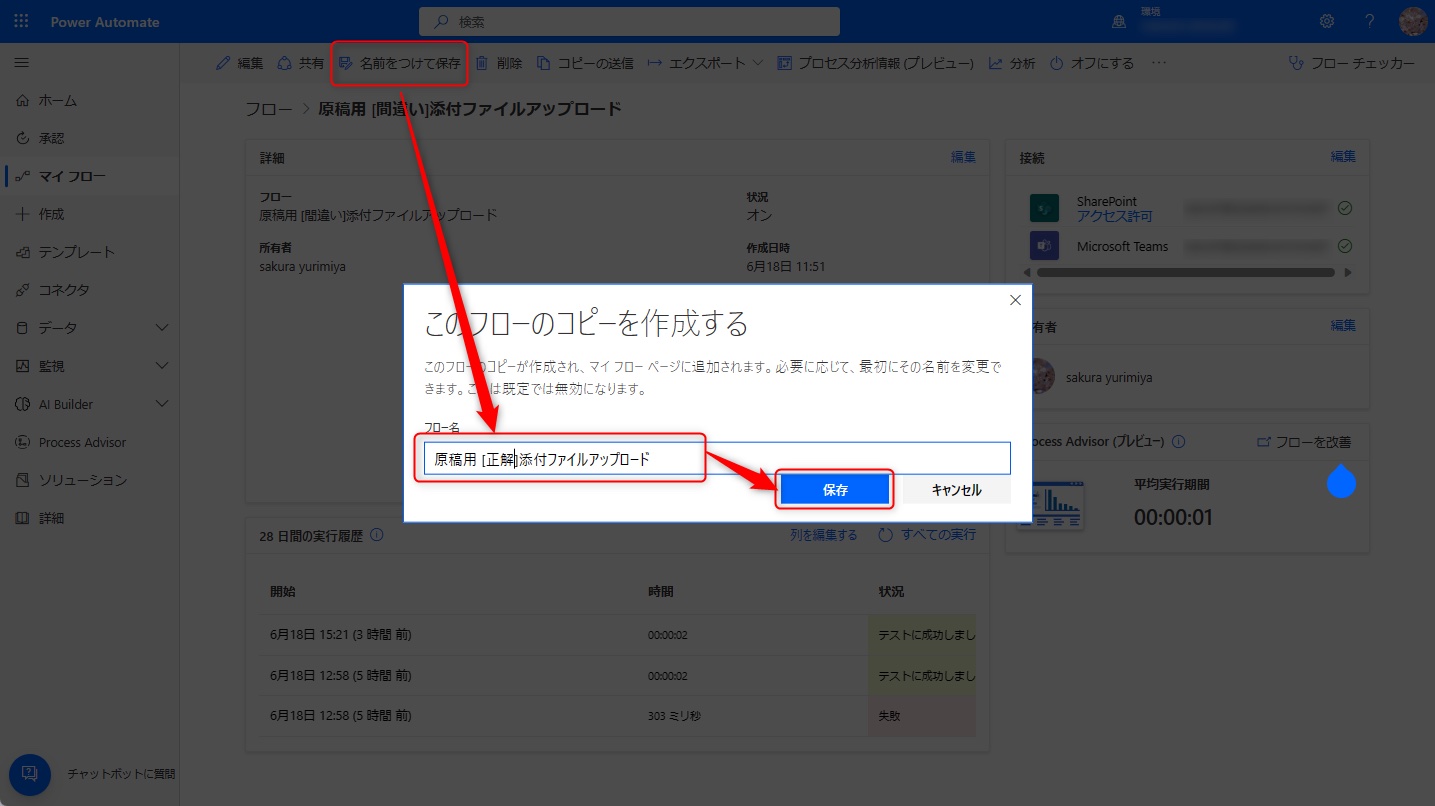 Power Automate
検索
環境
編集
共有
名前をつけて保存
削除
コピーの送信
エクスポート
プロセス分析情報 (プレビュー)
分析
オフにする
フロー チェッカー
ホーム
承認
マイ フロー
作成
テンプレート
コネクタ
データ
監視
AI Builder
Process Advisor
ソリューション
詳細
チャットボットに質問
フロー > 原稿用 [間違い]添付ファイルアップロード
詳細
編集
フロー
原稿用 [間違い]添付ファイルアップロード
状況
オン
所有者
sakura yurimiya
作成日時
6月18日 11:51
接続
編集
SharePoint
アクセス許可
Microsoft Teams
有者
編集
sakura yurimiya
ocess Advisor (プレビュー)
フローを改善
平均実行期間
00:00:01
このフローのコピーを作成する
このフローのコピーが作成され、マイ フロー ページに追加されます。必要に応じて、最初にその名前を変更で
きます。これは既定では無効になります。
フロー名
原稿用 [正解]添付ファイルアップロード
保存
キャンセル
28 日間の実行履歴
列を編集する
すべての実行
開始
時間
状況
6月18日 15:21 (3 時間 前)
00:00:02
テストに成功しまし
6月18日 12:58 (5 時間 前)
00:00:02
テストに成功しまし
6月18日 12:58 (5 時間 前)
303 ミリ秒
失敗